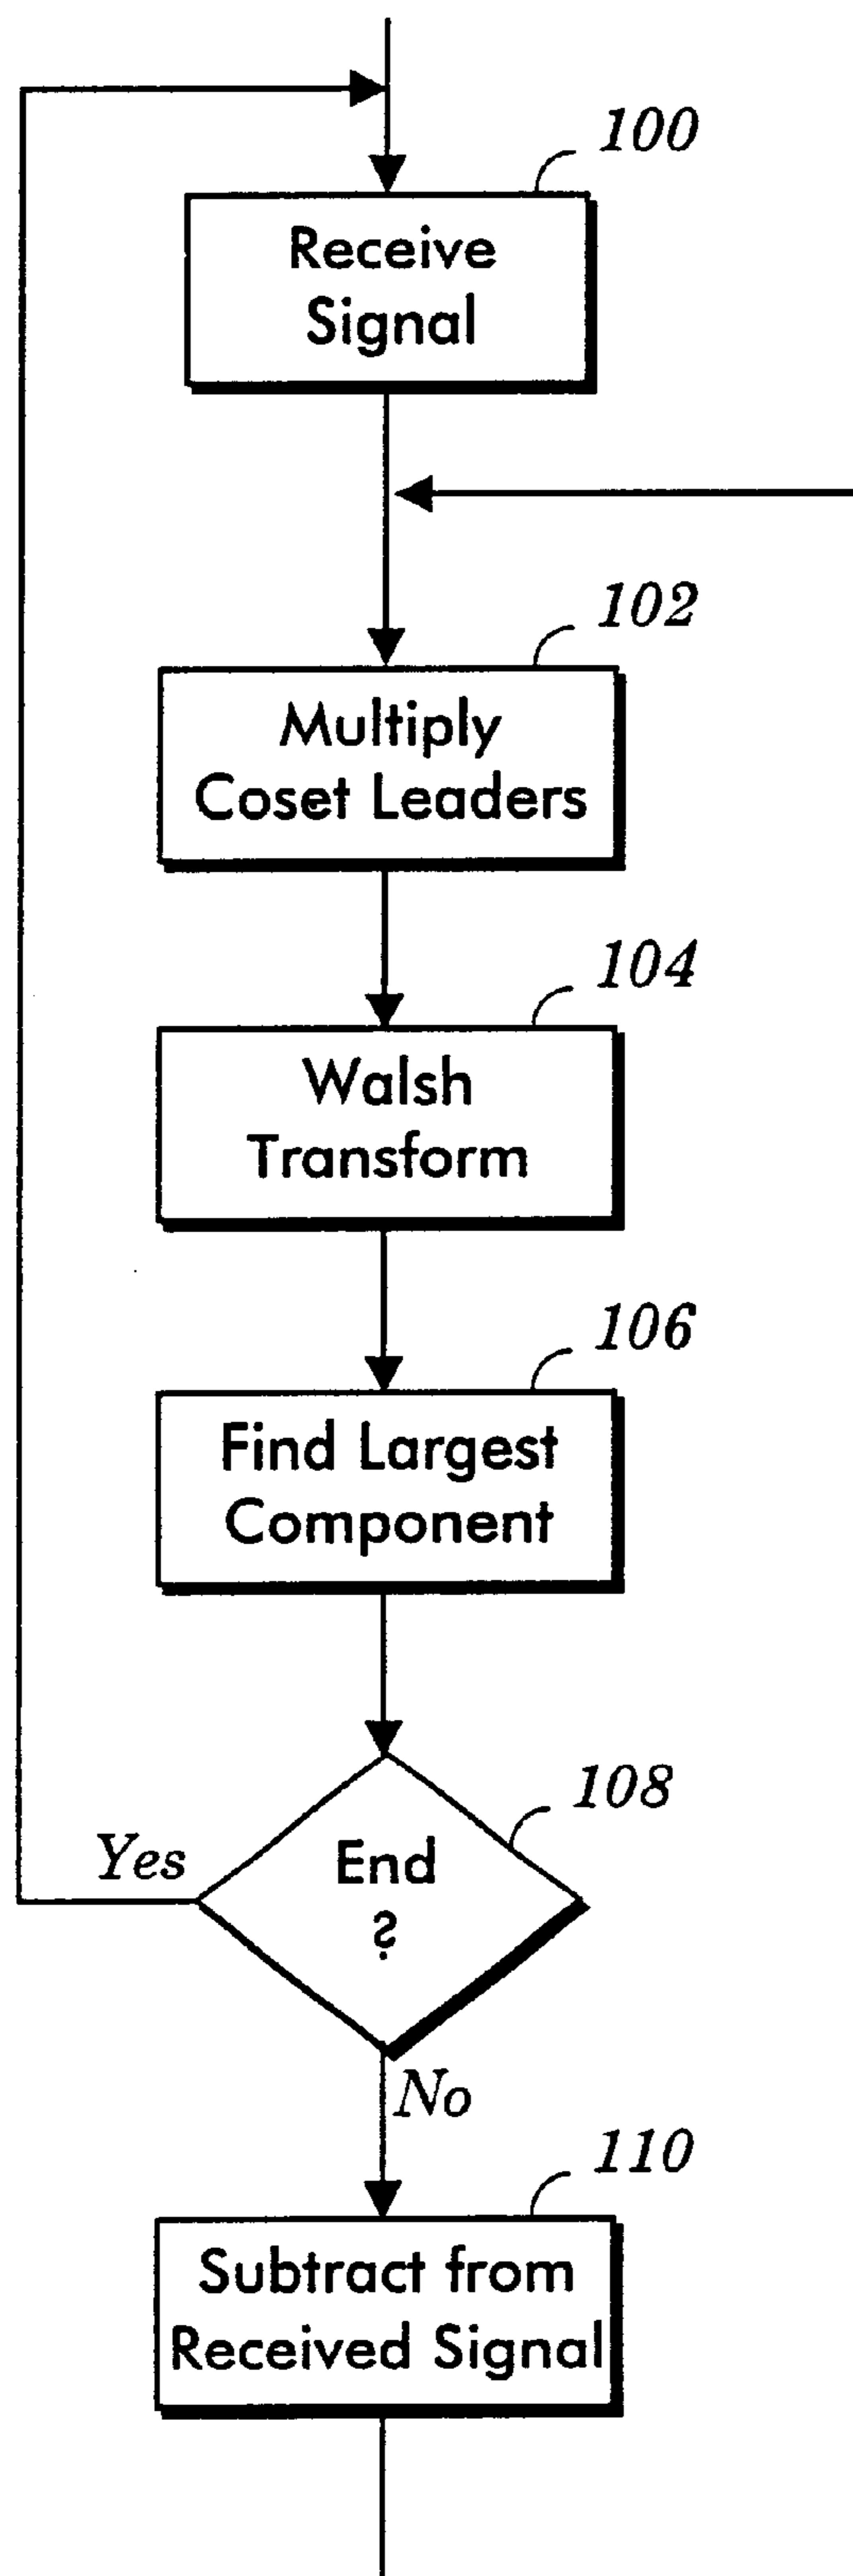 100
Receive
Signal
102
Multiply
Coset Leaders
104
Walsh
Transform
106
Find Largest
Component
108
End
?
Yes
No
110
Subtract from
Received Signal